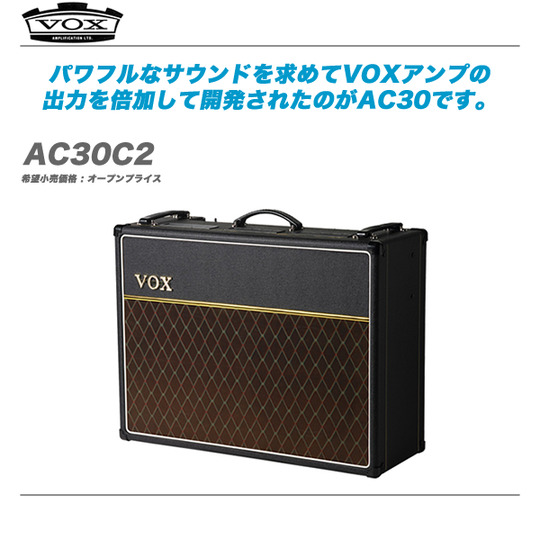 VOX
AMPLIFICATION LTD.
パワフルなサウンドを求めてVOXアンプの
出力を倍加して開発されたのがAC30です。
AC30C2
希望小売価格 : オープンプライス
VOX